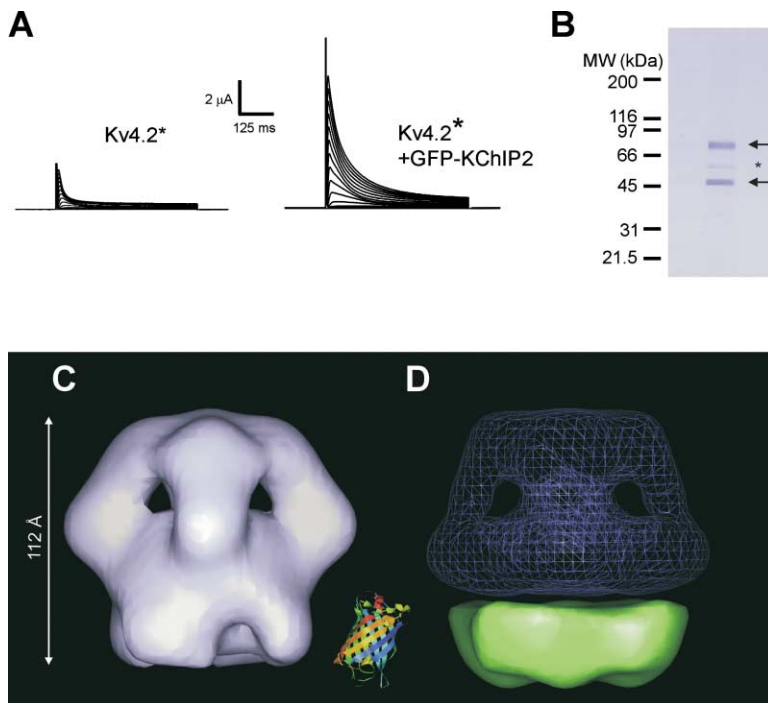 A
Kv4.2*
2 μA
125 ms
Kv4.2*
+GFP-KChIP2
B
MW (kDa)
200
116
97
66
*
45
31
21.5
C
112 Å
D